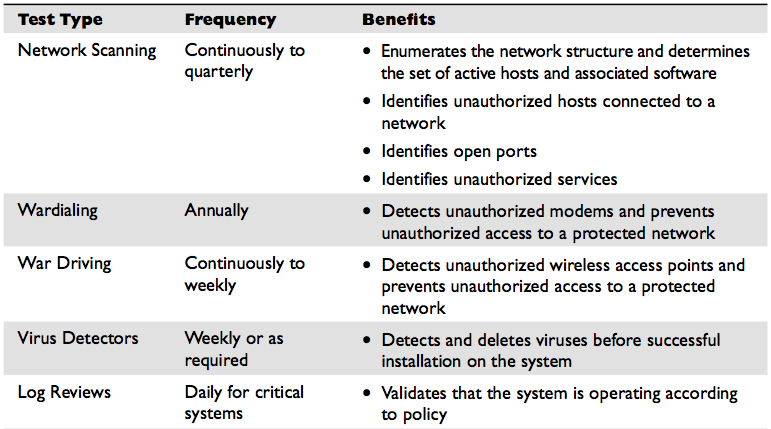 Test Type Frequency Benefits
Network Scanning Continuously to quarterly
• Enumerates the network structure and determines
the set of active hosts and associated software
• Identifies unauthorized hosts connected to a
network
• Identifies open ports
• Identifies unauthorized services
Wardialing Annually
• Detects unauthorized modems and prevents
unauthorized access to a protected network
War Driving Continuously to
weekly
• Detects unauthorized wireless access points and
prevents unauthorized access to a protected
network
Virus Detectors Weekly or as
required
• Detects and deletes viruses before successful
installation on the system
Log Reviews Daily for critical
systems
• Validates that the system is operating according
to policy